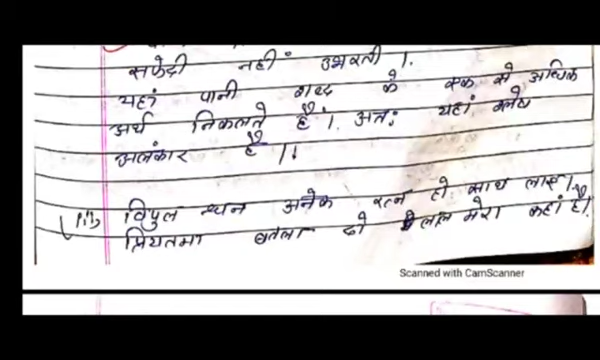 सफेदी नहीं उभरती ।
यहां पानी शब्द के एक से अधिक
अर्थ निकलते हैं । अतः यहां श्लेष
अलंकार है ।।
(iii) विपुल धन अनेक रत्न हो साथ लाए ।
प्रियतमा बतला दो लाल मेरा कहां है ।
Scanned with CamScanner